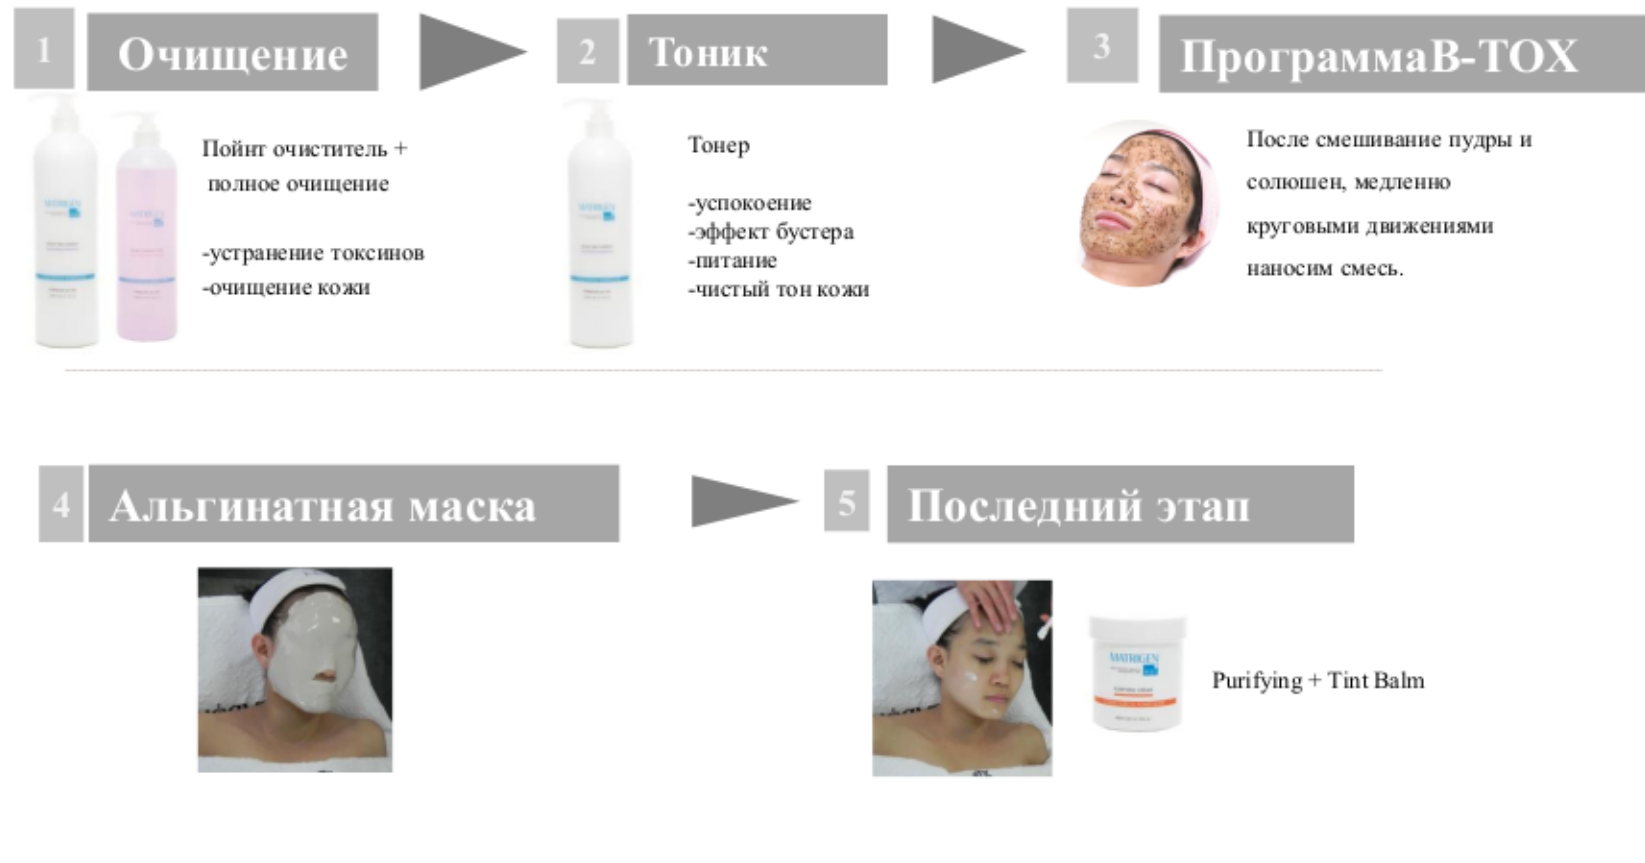 1
Очищение
2
Тоник
3
ПрограммаB-TOX
Пойнт очиститель +
полное очищение
-устранение токсинов
-очищение кожи
Тонер
-успокоение
-эффект бустера
-питание
-чистый тон кожи
После смешивание пудры и
солюшен, медленно
круговыми движениями
наносим смесь.
4
Альгинатная маска
5
Последний этап
MATRIGEN
Purifying + Tint Balm